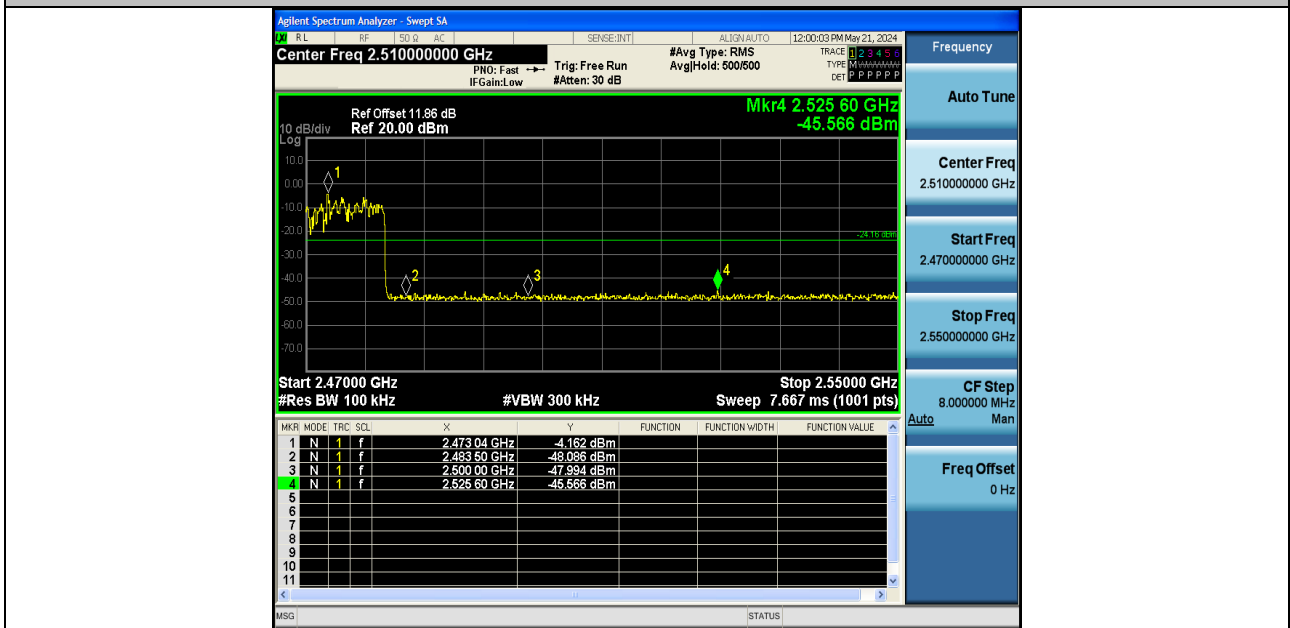 Agilent Spectrum Analyzer - Swept SA
LXI RL RF 50 Ω AC SENSE:INT ALIGN AUTO 12:00:03 PM May 21, 2024
Center Freq 2.510000000 GHz
PNO: Fast
IFGain:Low
Trig: Free Run
#Atten: 30 dB
#Avg Type: RMS
Avg|Hold: 500/500
TRACE 1 2 3 4 5 6
TYPE M W W W W W
DET P P P P P P
Ref Offset 11.86 dB
10 dB/div Ref 20.00 dBm
Log
Mkr4 2.525 60 GHz
-45.566 dBm
10.0
0.00
-10.0
-20.0
-30.0
-40.0
-50.0
-60.0
-70.0
1
2
3
4
-24.16 dBm
Start 2.47000 GHz Stop 2.55000 GHz
#Res BW 100 kHz #VBW 300 kHz Sweep 7.667 ms (1001 pts)
MKR MODE TRC SCL X Y FUNCTION FUNCTION WIDTH FUNCTION VALUE
1 N 1 f 2.473 04 GHz -4.162 dBm
2 N 1 f 2.483 50 GHz -48.086 dBm
3 N 1 f 2.500 00 GHz -47.994 dBm
4 N 1 f 2.525 60 GHz -45.566 dBm
5
6
7
8
9
10
11
MSG STATUS
Frequency
Auto Tune
Center Freq
2.510000000 GHz
Start Freq
2.470000000 GHz
Stop Freq
2.550000000 GHz
CF Step
8.000000 MHz
Auto Man
Freq Offset
0 Hz